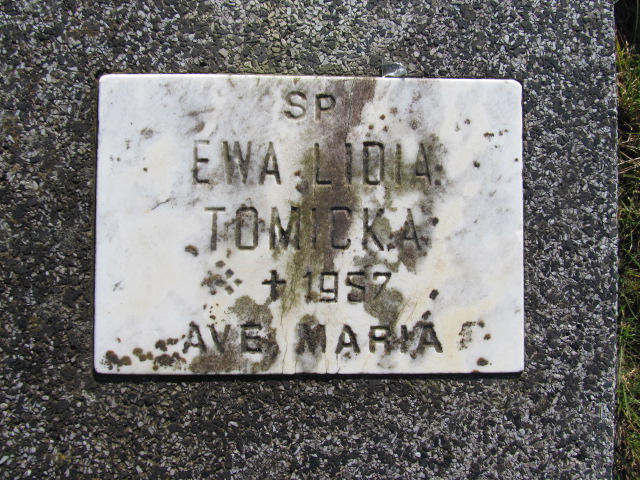 SP
EWA LIDIA
TOMICKA
* + 1957
AVE MARIA